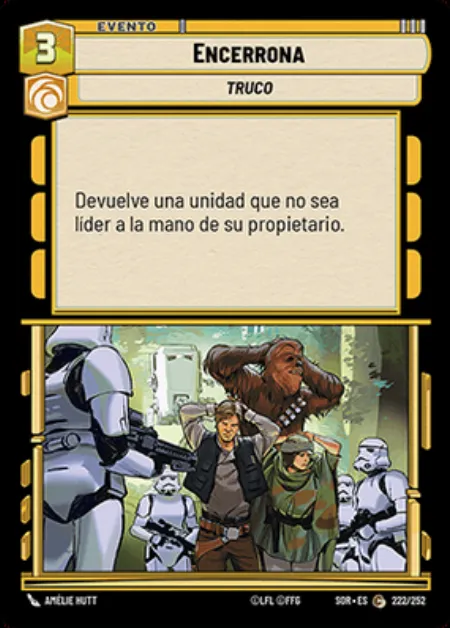 EVENTO
3
ENCERRONA
TRUCO
Devuelve una unidad que no sea
líder a la mano de su propietario.
AMÉLIE HUTT
©LFL ©FFG
SOR•ES
C
222/252